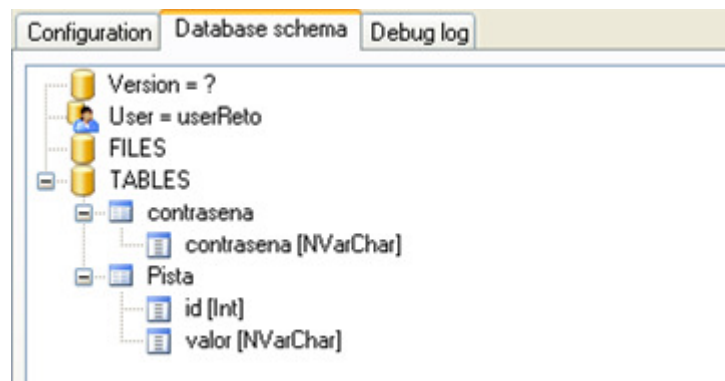 Configuration Database schema Debug log
Version = ?
User = userReto
FILES
TABLES
contrasena
contrasena [NVarChar]
Pista
id [Int]
valor [NVarChar]